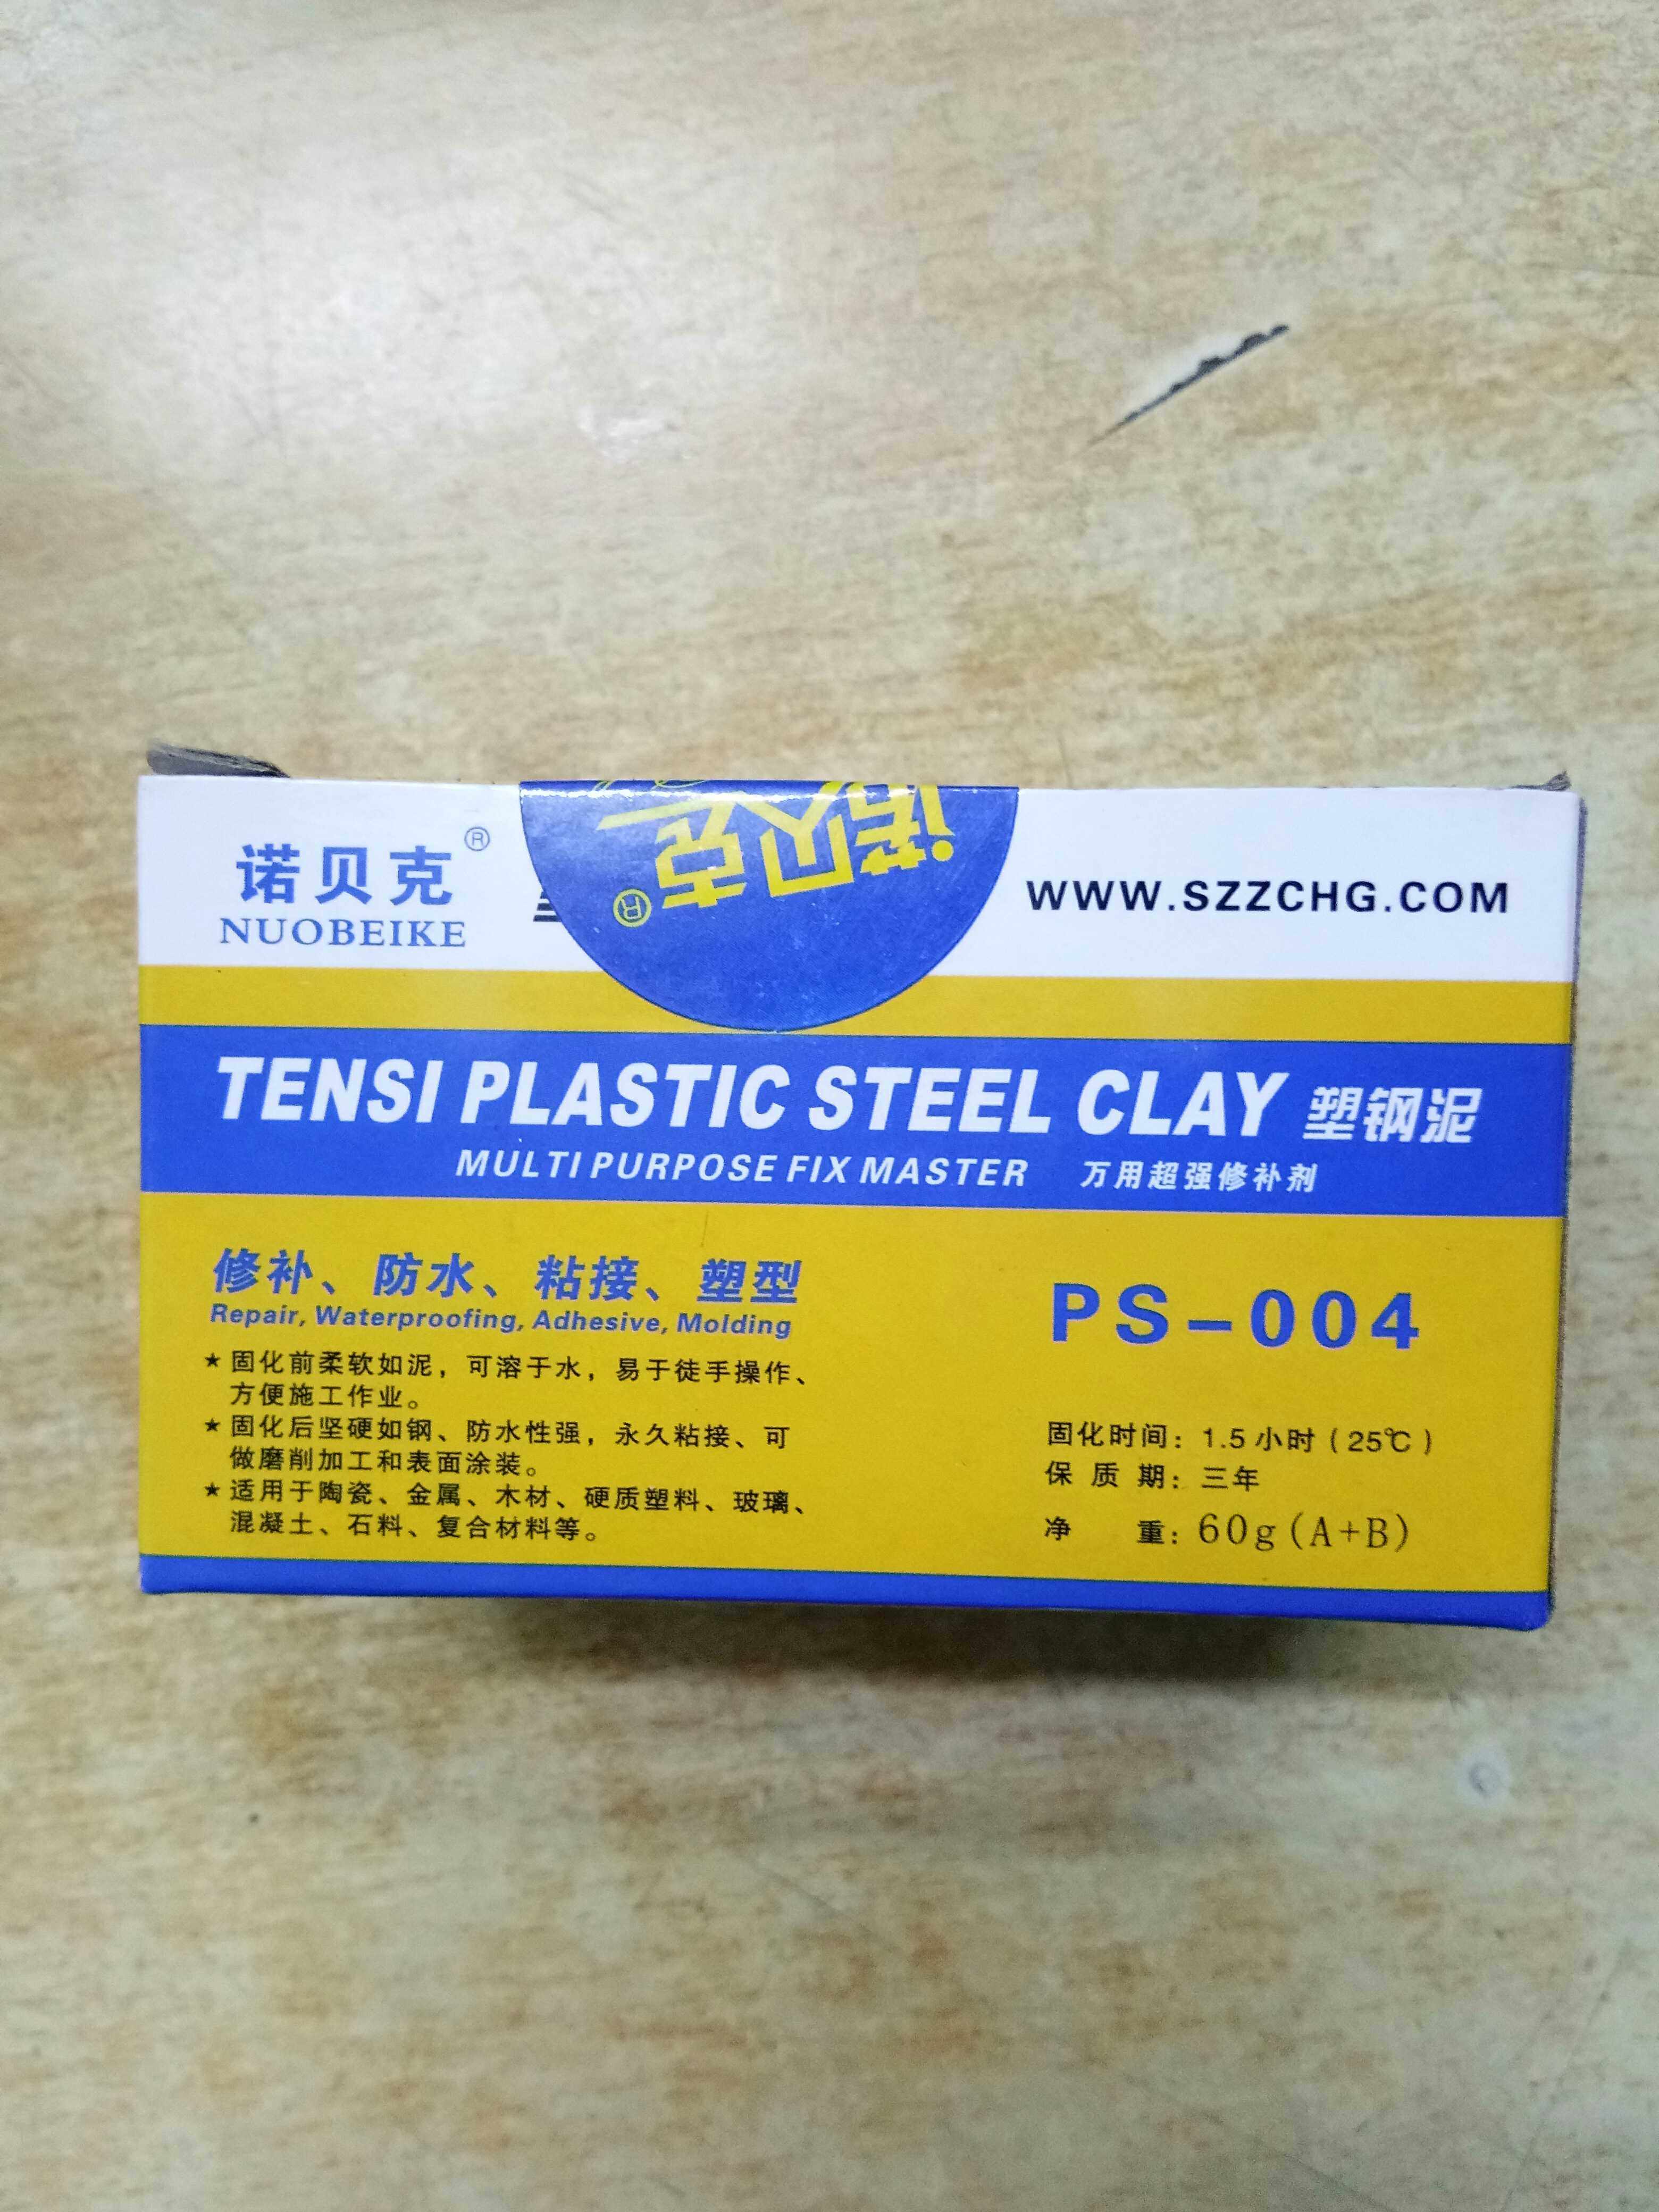 诺贝克®
NUOBEIKE
诺贝克®
WWW.SZZCHG.COM
TENSI PLASTIC STEEL CLAY 塑钢泥
MULTI PURPOSE FIX MASTER 万用超强修补剂
修补、防水、粘接、塑型
Repair, Waterproofing, Adhesive, Molding
PS-004
★固化前柔软如泥，可溶于水，易于徒手操作、
方便施工作业。
★固化后坚硬如钢、防水性强，永久粘接、可
做磨削加工和表面涂装。
★适用于陶瓷、金属、木材、硬质塑料、玻璃、
混凝土、石料、复合材料等。
固化时间：1.5小时（25℃）
保质期：三年
净重：60g(A+B)